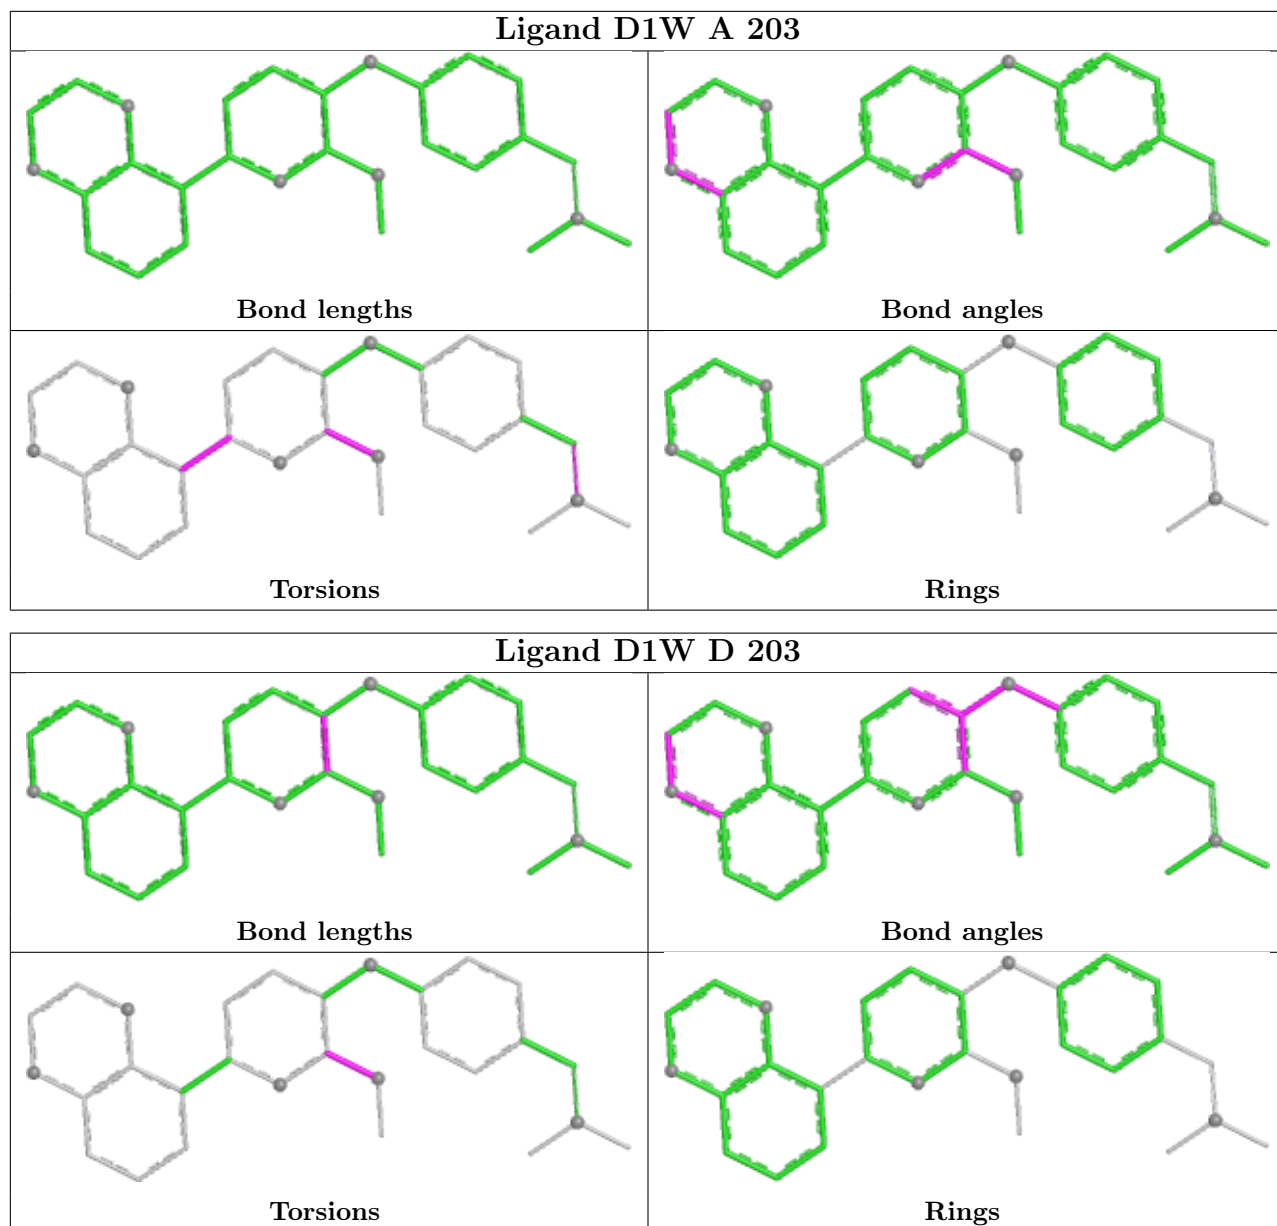 Ligand D1W A 203
Bond lengths
Bond angles
Torsions
Rings
Ligand D1W D 203
Bond lengths
Bond angles
Torsions
Rings